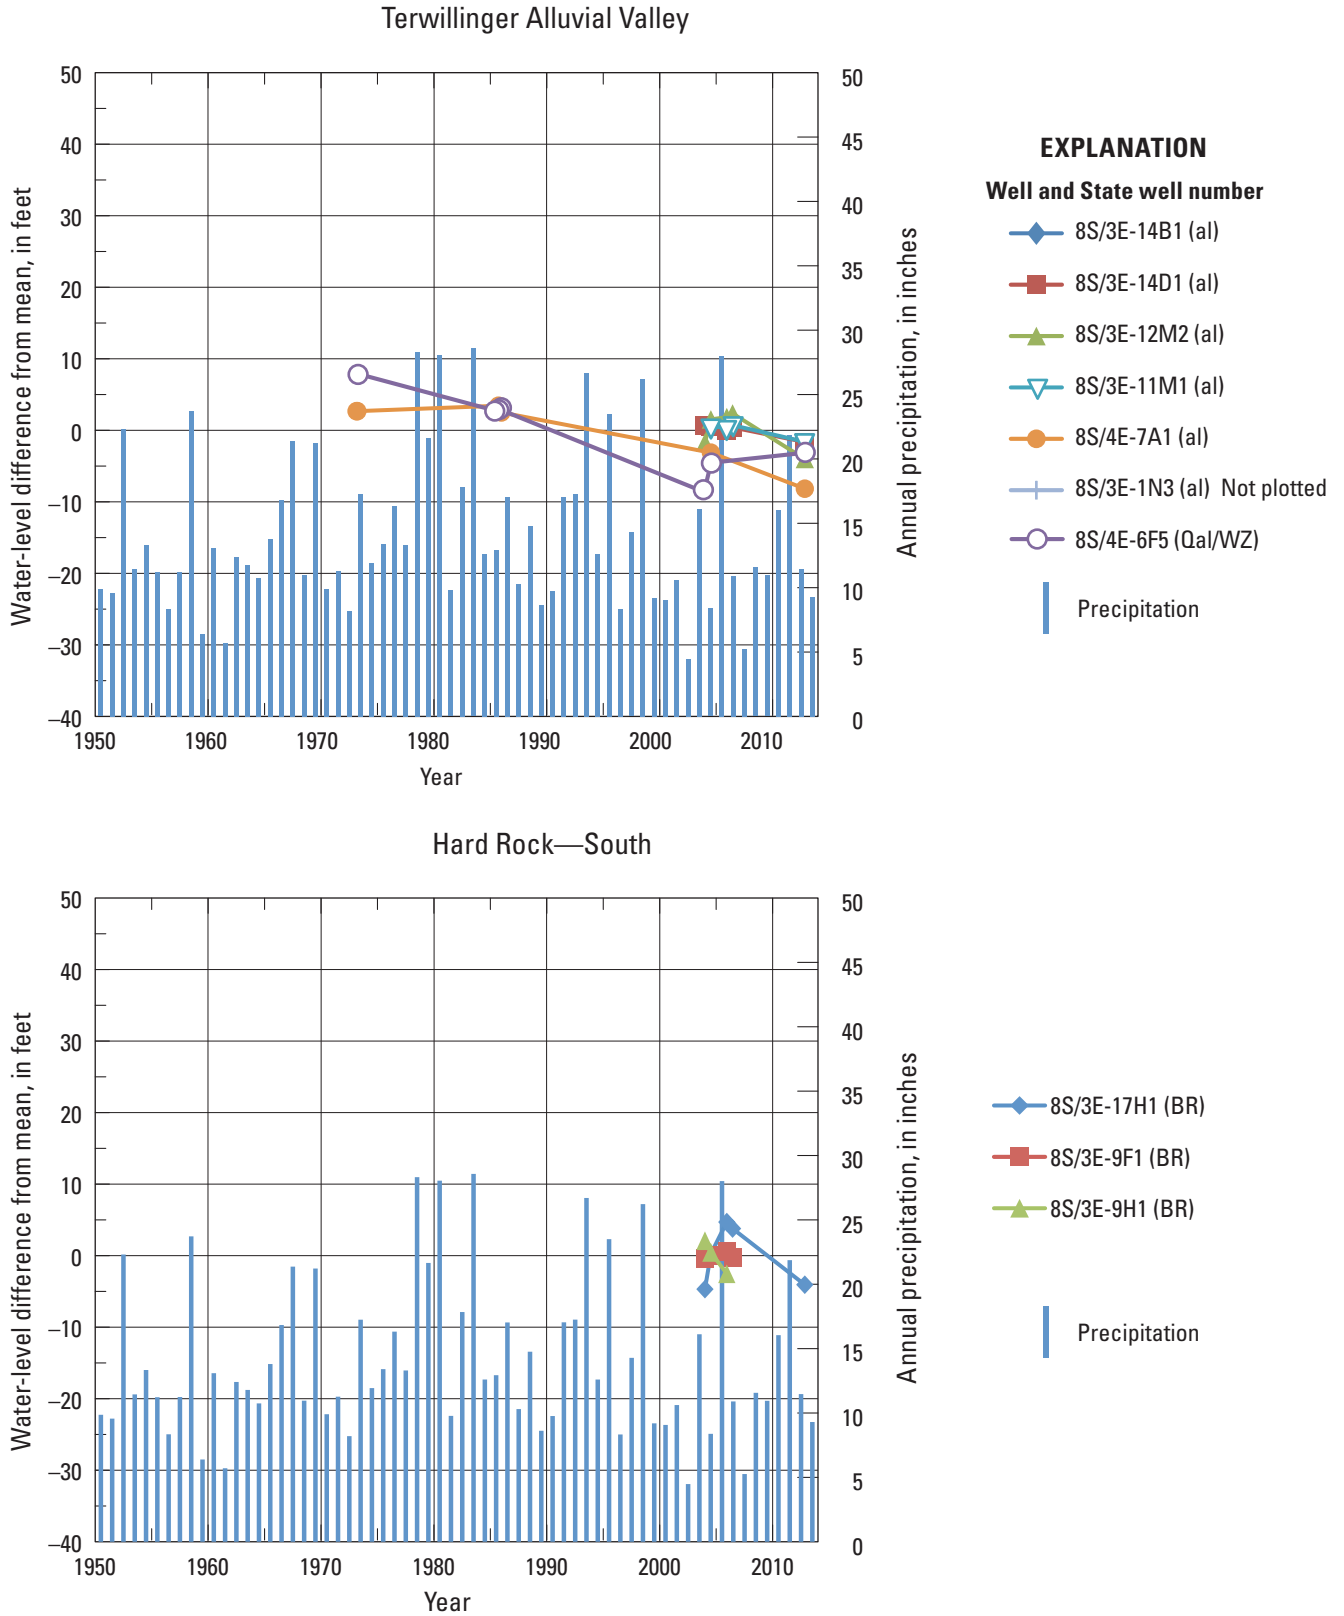 Terwillinger Alluvial Valley
Water-level difference from mean, in feet
50
40
30
20
10
0
–10
–20
–30
–40
1950
1960
1970
1980
1990
2000
2010
Year
50
45
40
35
30
25
20
15
10
5
0
Annual precipitation, in inches
EXPLANATION
Well and State well number
8S/3E-14B1 (al)
8S/3E-14D1 (al)
8S/3E-12M2 (al)
8S/3E-11M1 (al)
8S/4E-7A1 (al)
8S/3E-1N3 (al) Not plotted
8S/4E-6F5 (Qal/WZ)
Precipitation
Hard Rock—South
Water-level difference from mean, in feet
50
40
30
20
10
0
–10
–20
–30
–40
1950
1960
1970
1980
1990
2000
2010
Year
50
45
40
35
30
25
20
15
10
5
0
Annual precipitation, in inches
8S/3E-17H1 (BR)
8S/3E-9F1 (BR)
8S/3E-9H1 (BR)
Precipitation